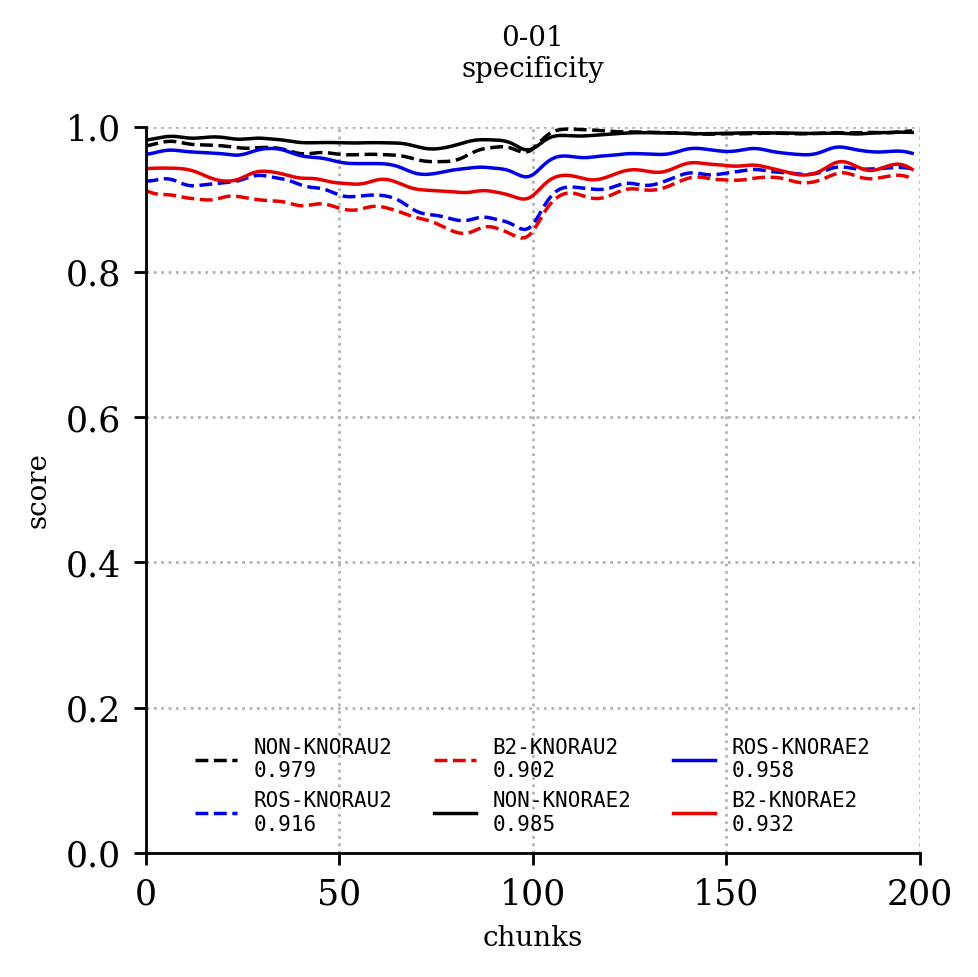 0-01
specificity
1.0
0.8
0.6
0.4
0.2
0.0
score
NON-KNORAU2
0.979
ROS-KNORAU2
0.916
B2-KNORAU2
0.902
NON-KNORAE2
0.985
ROS-KNORAE2
0.958
B2-KNORAE2
0.932
0 50 100 150 200
chunks